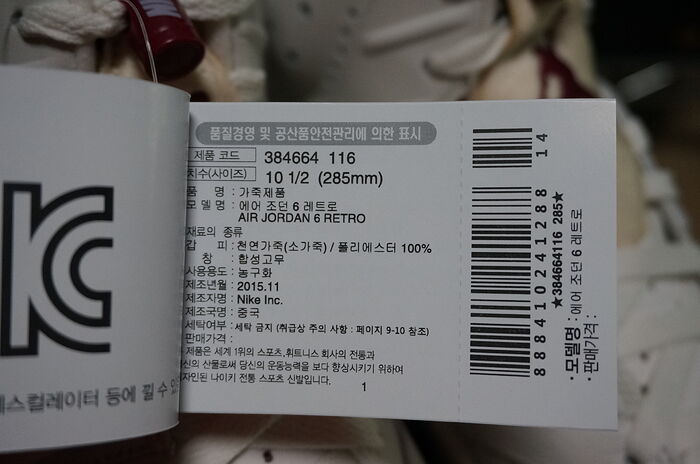 KC
에스컬레이터 등에 낄 수
품질경영 및 공산품안전관리에 의한 표시
제품 코드 384664 116
치수(사이즈) 10 1/2 (285mm)
품 명 : 가죽제품
모 델 명 : 에어 조던 6 레트로
AIR JORDAN 6 RETRO
재료의 종류
갑 피 : 천연가죽(소가죽) / 폴리에스터 100%
창 : 합성고무
사용용도 : 농구화
제조년월 : 2015.11
제조자명 : Nike Inc.
제조국명 : 중국
세탁여부 : 세탁 금지 (취급상 주의 사항 : 페이지 9-10 참조)
판매가격 :
제품은 세계 1위의 스포츠,휘트니스 회사의 전통과
신의 산물로써 당신의 운동능력을 보다 향상시키기 위하여
자인된 나이키 전통 스포츠 신발입니다.
1
14
888410241288
★384664116 285★
·모델명 : 에어 조던 6 레트로
·판매가격 :